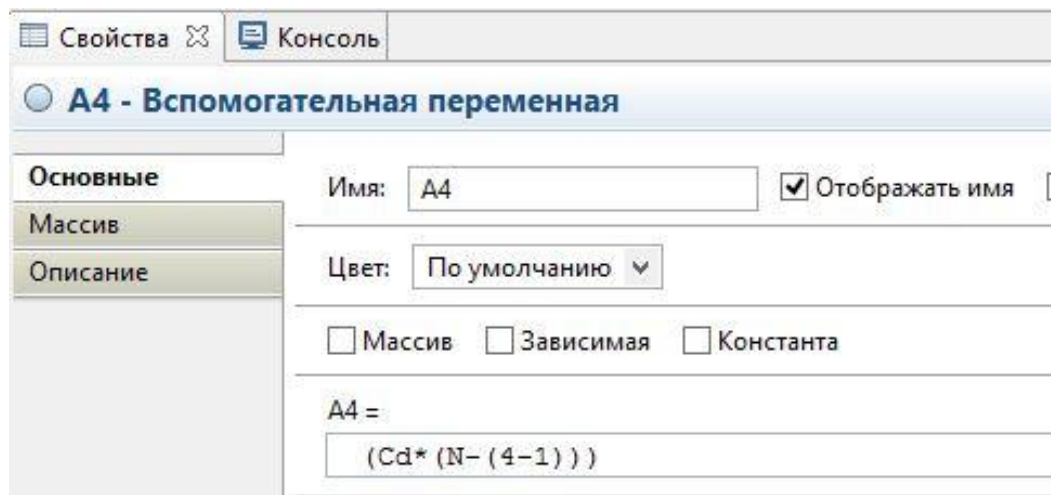 Свойства Консоль
A4 - Вспомогательная переменная
Основные
Массив
Описание
Имя: A4 Отображать имя
Цвет: По умолчанию
Массив Зависимая Константа
A4 =
(Cd*(N-(4-1)))